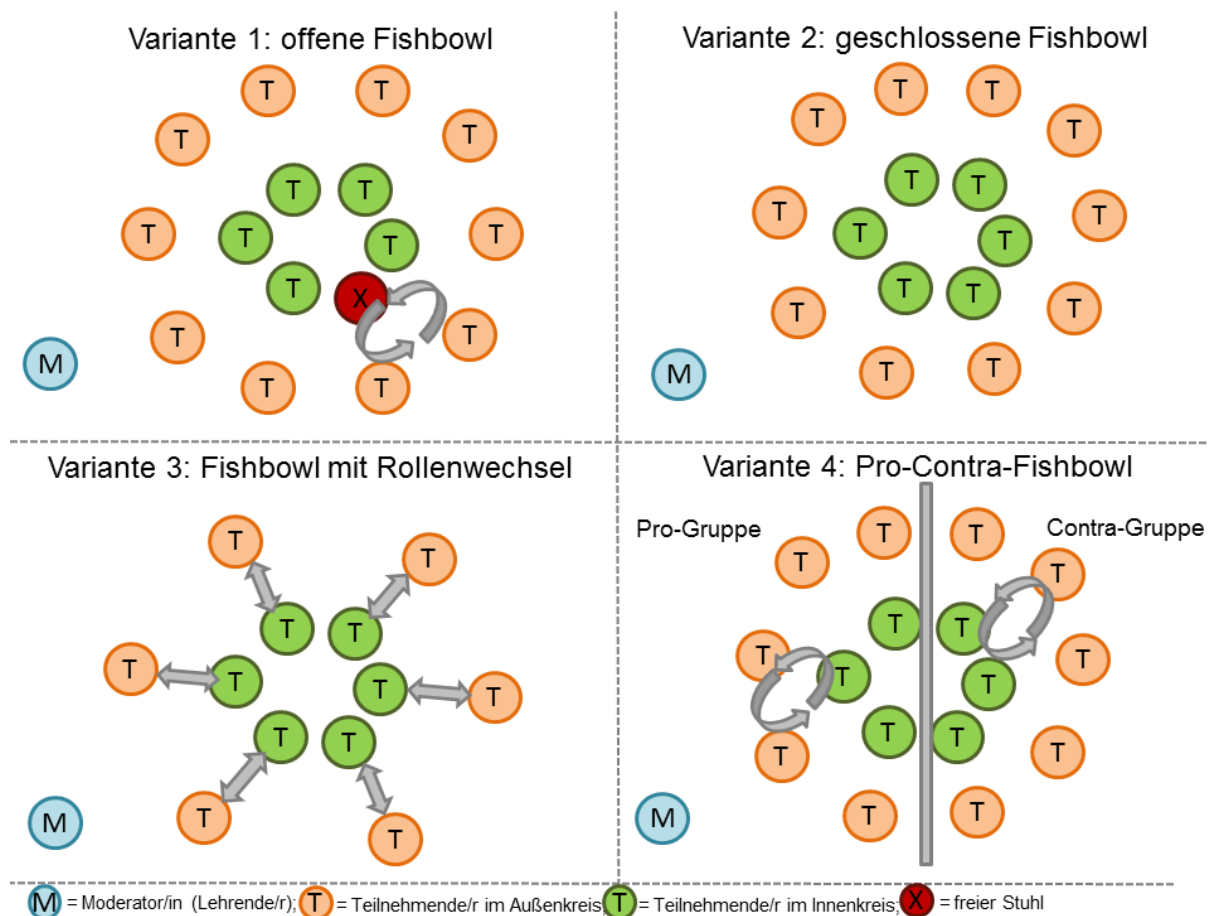 Variante 1: offene Fishbowl
T T
T T
T T
T T
T T
T X
T T
M
T T
Variante 2: geschlossene Fishbowl
T T
T T
T T
T T
T T
T T
T T
M
T T
Variante 3: Fishbowl mit Rollenwechsel
T T
T T
T T T T
T T
M T T
Variante 4: Pro-Contra-Fishbowl
Pro-Gruppe T T Contra-Gruppe
T T
T T
T T T T
T T T T
M T T
M = Moderator/in (Lehrende/r); T = Teilnehmende/r im Außenkreis; T = Teilnehmende/r im Innenkreis; X = freier Stuhl